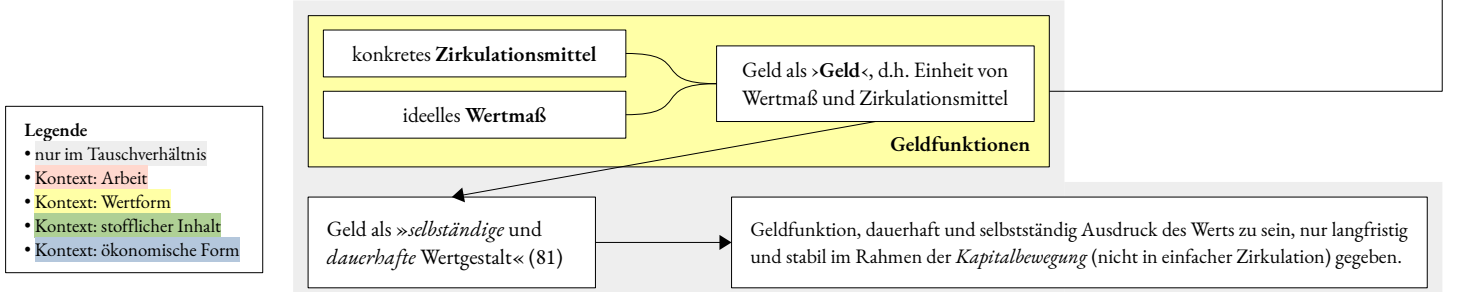 konkretes Zirkulationsmittel
ideelles Wertmaß
Geld als ›Geld‹, d.h. Einheit von
Wertmaß und Zirkulationsmittel
Geldfunktionen
Legende
• nur im Tauschverhältnis
• Kontext: Arbeit
• Kontext: Wertform
• Kontext: stofflicher Inhalt
• Kontext: ökonomische Form
Geld als »selbständige und
dauerhafte Wertgestalt« (81)
Geldfunktion, dauerhaft und selbstständig Ausdruck des Werts zu sein, nur langfristig
und stabil im Rahmen der Kapitalbewegung (nicht in einfacher Zirkulation) gegeben.